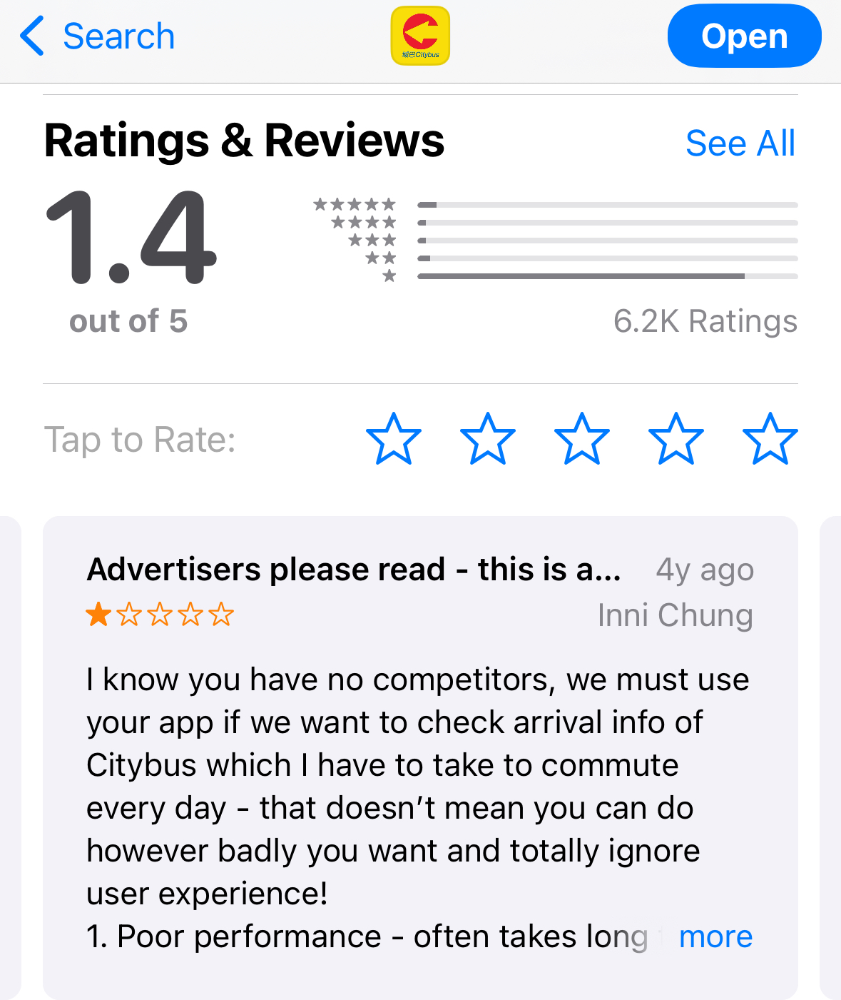 Search
城巴Citybus
Open
Ratings & Reviews
See All
1.4
out of 5
6.2K Ratings
Tap to Rate:
Advertisers please read - this is a...
4y ago
Inni Chung
I know you have no competitors, we must use
your app if we want to check arrival info of
Citybus which I have to take to commute
every day - that doesn’t mean you can do
however badly you want and totally ignore
user experience!
1. Poor performance - often takes long
more